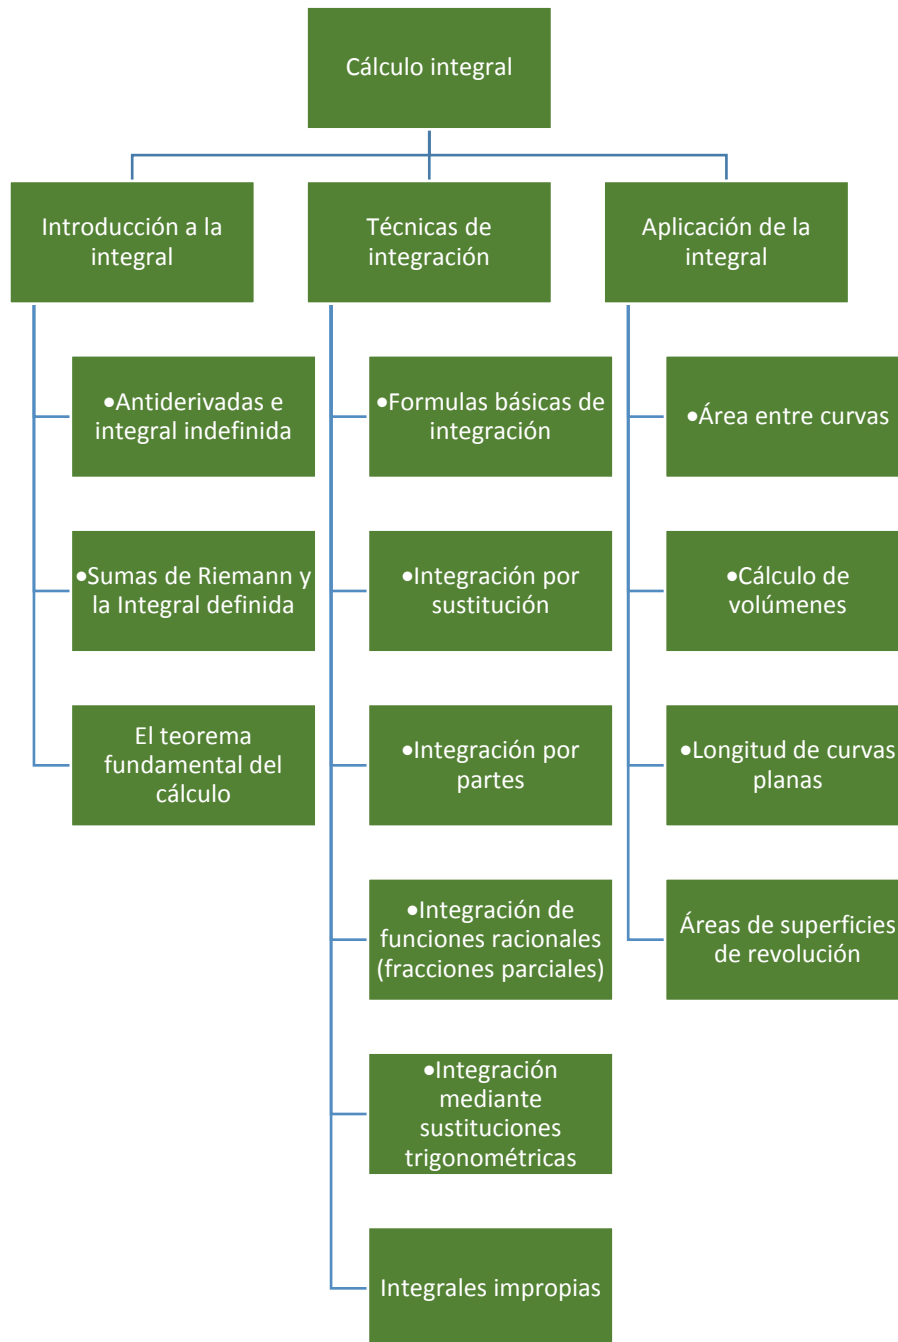 Cálculo integral
Introducción a la
integral
•Antiderivadas e
integral indefinida
•Sumas de Riemann y
la Integral definida
El teorema
fundamental del
cálculo
Técnicas de
integración
•Formulas básicas de
integración
•Integración por
sustitución
•Integración por
partes
•Integración de
funciones racionales
(fracciones parciales)
•Integración
mediante
sustituciones
trigonométricas
Integrales impropias
Aplicación de la
integral
•Área entre curvas
•Cálculo de
volúmenes
•Longitud de curvas
planas
Áreas de superficies
de revolución